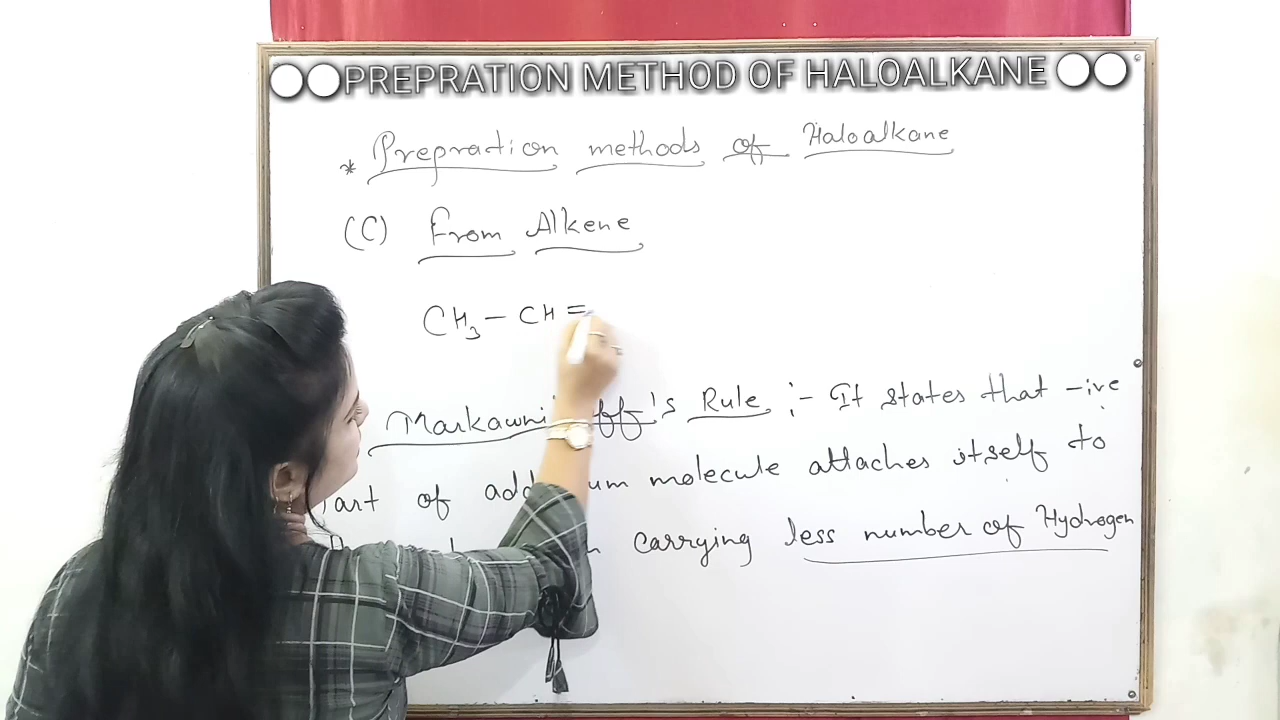 PREPRATION METHOD OF HALOALKANE
* Prepration methods of Haloalkane
(C) From Alkene
CH3 - CH =
's Rule :- It states that -ive
of molecule attaches itself to
carrying less number of Hydrogen